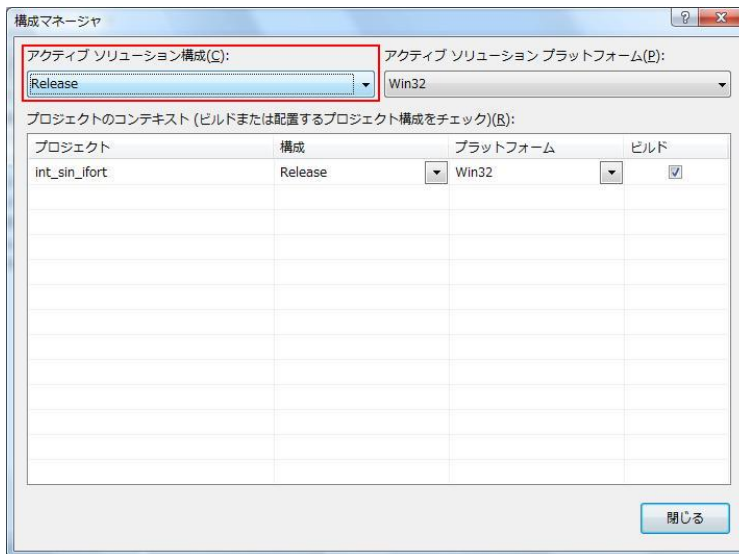 構成マネージャ
アクティブ ソリューション構成(C):
アクティブ ソリューション プラットフォーム(P):
Release
Win32
プロジェクトのコンテキスト (ビルドまたは配置するプロジェクト構成をチェック)(R):
プロジェクト 構成 プラットフォーム ビルド
int_sin_ifort Release Win32
閉じる